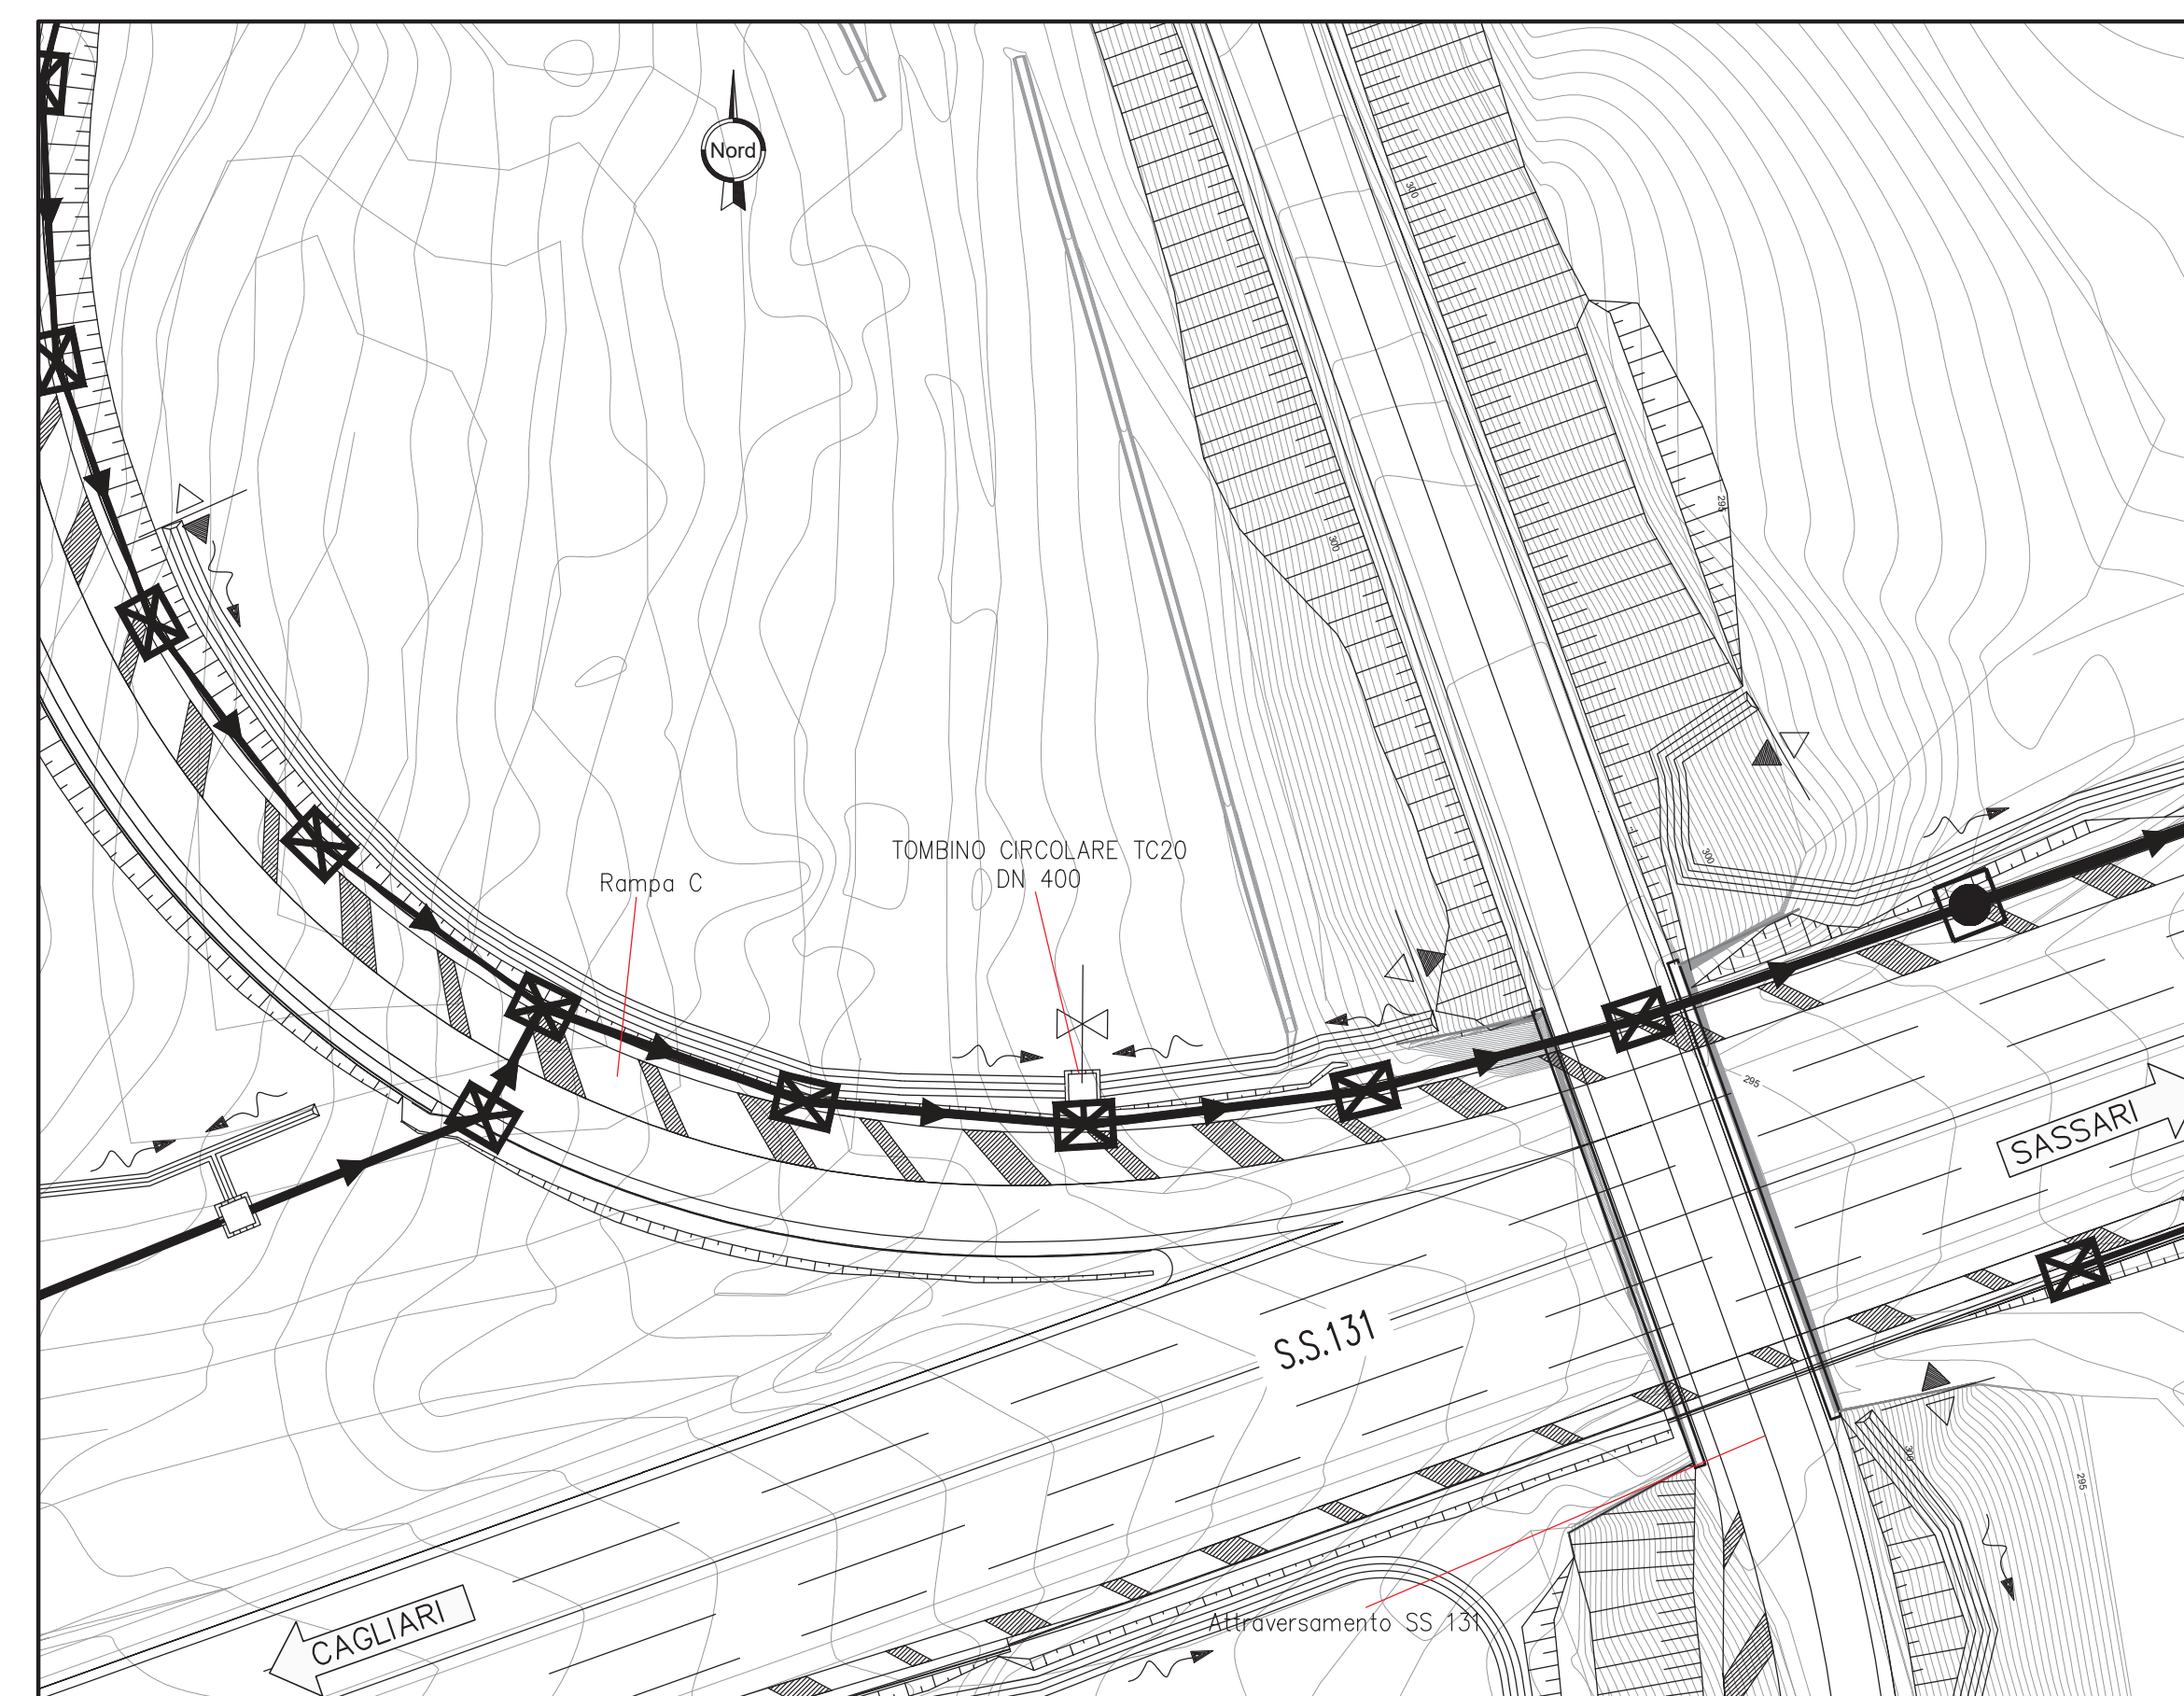 Nord
300
295
300
TOMBINO CIRCOLARE TC20
DN 400
Rampa C
300
295
SASSARI
S.S.131
300
295
CAGLIARI
Attraversamento SS 131